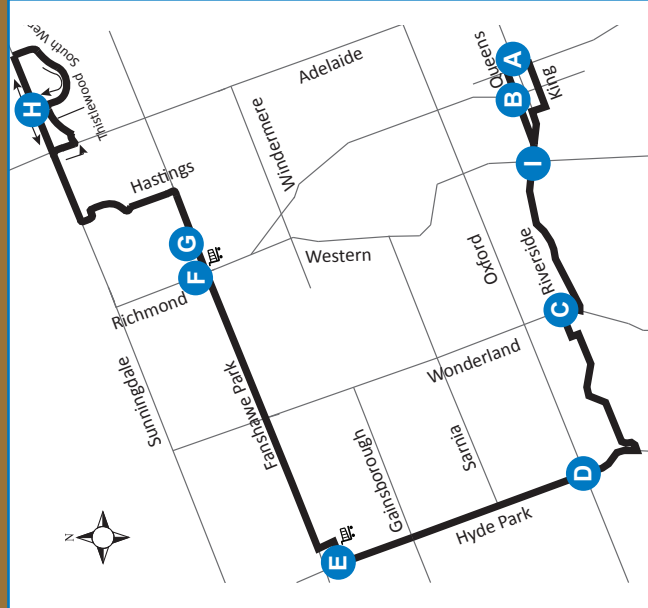 South Wen
Thistlewood
H
Adelaide
Queens
A
B
King
Windermere
Hastings
I
G
F
Western
Richmond
Oxford
Riverside
C
Sunningdale
Fanshawe Park
Wonderland
Gainsborough
Sarnia
D
Hyde Park
E
N